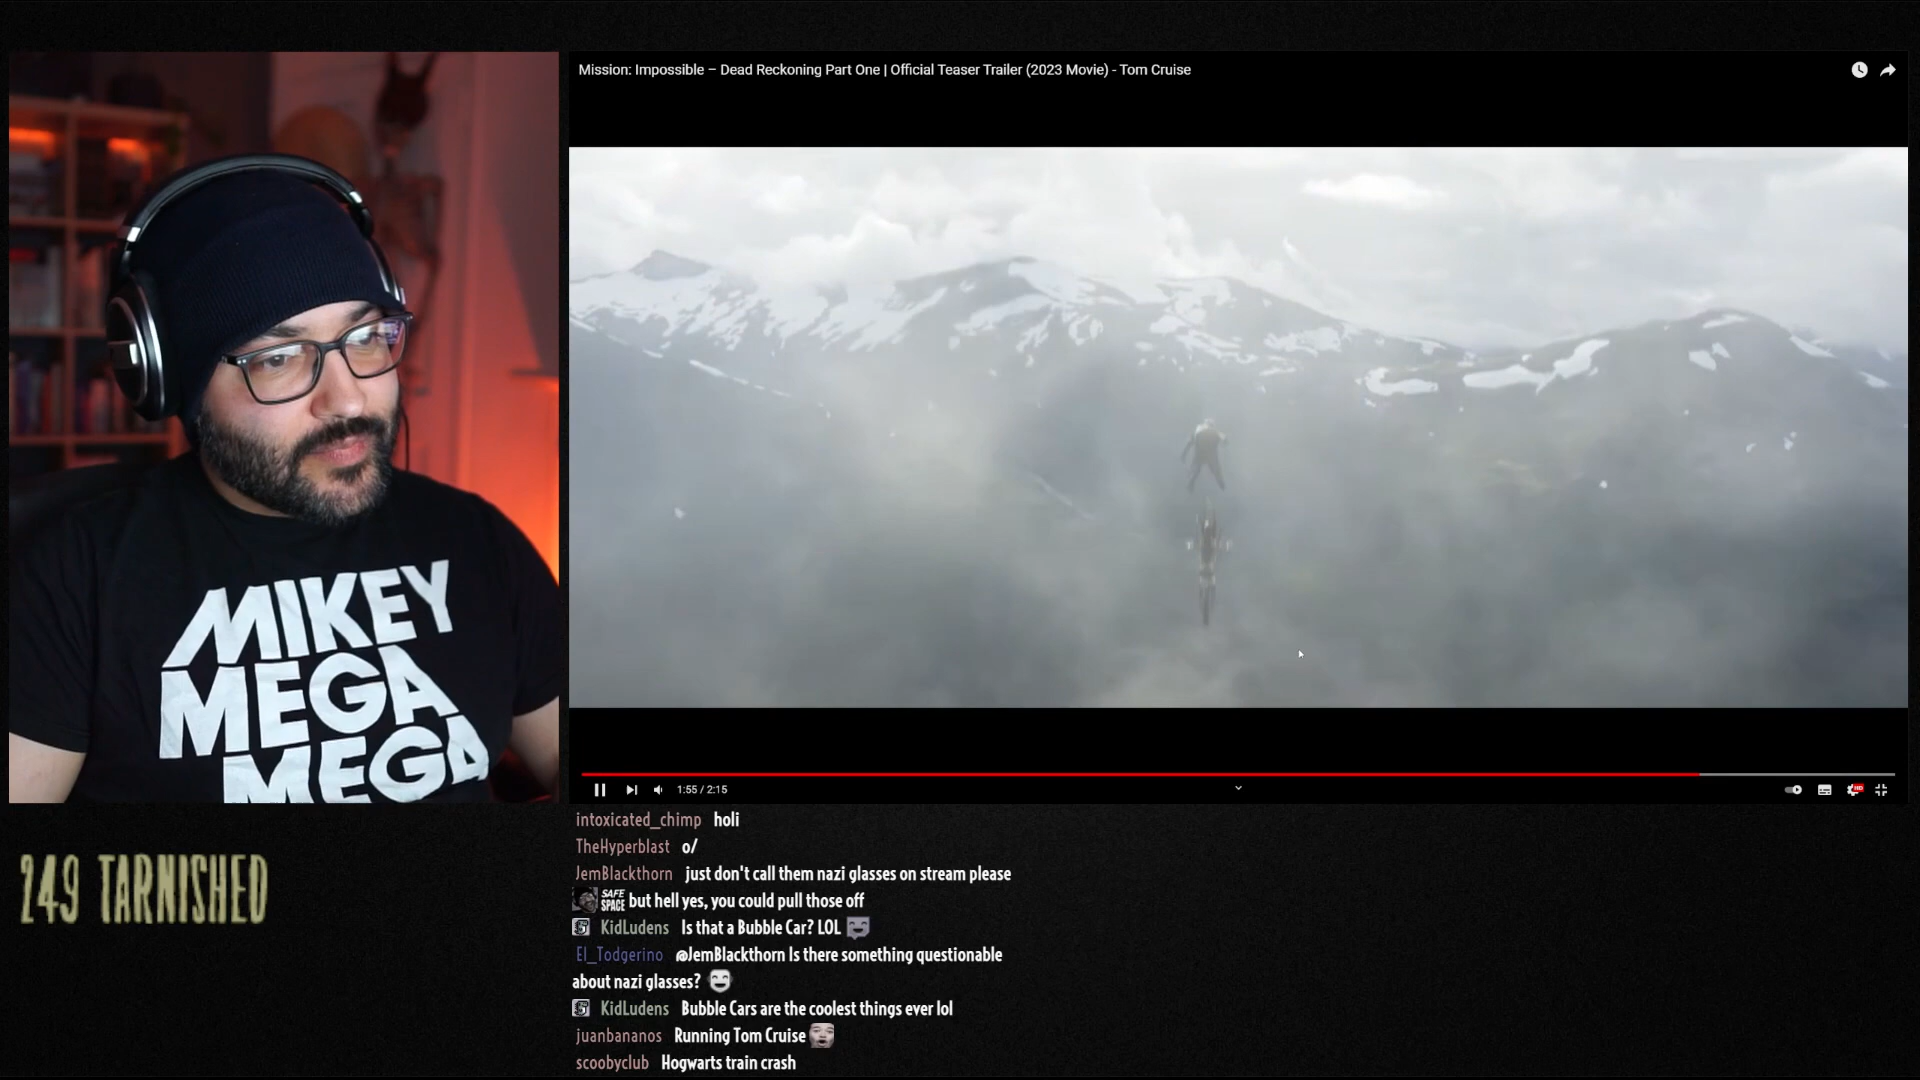 Mission: Impossible – Dead Reckoning Part One | Official Teaser Trailer (2023 Movie) - Tom Cruise
MIKEY
MEGA
MEGA
1:55 / 2:15
HD
249 TARNISHED
intoxicated_chimp holi
TheHyperblast o/
JemBlackthorn just don't call them nazi glasses on stream please
SAFE SPACE but hell yes, you could pull those off
KidLudens Is that a Bubble Car? LOL
El_Todgerino @JemBlackthorn Is there something questionable
about nazi glasses?
KidLudens Bubble Cars are the coolest things ever lol
juanbananos Running Tom Cruise
scoobyclub Hogwarts train crash